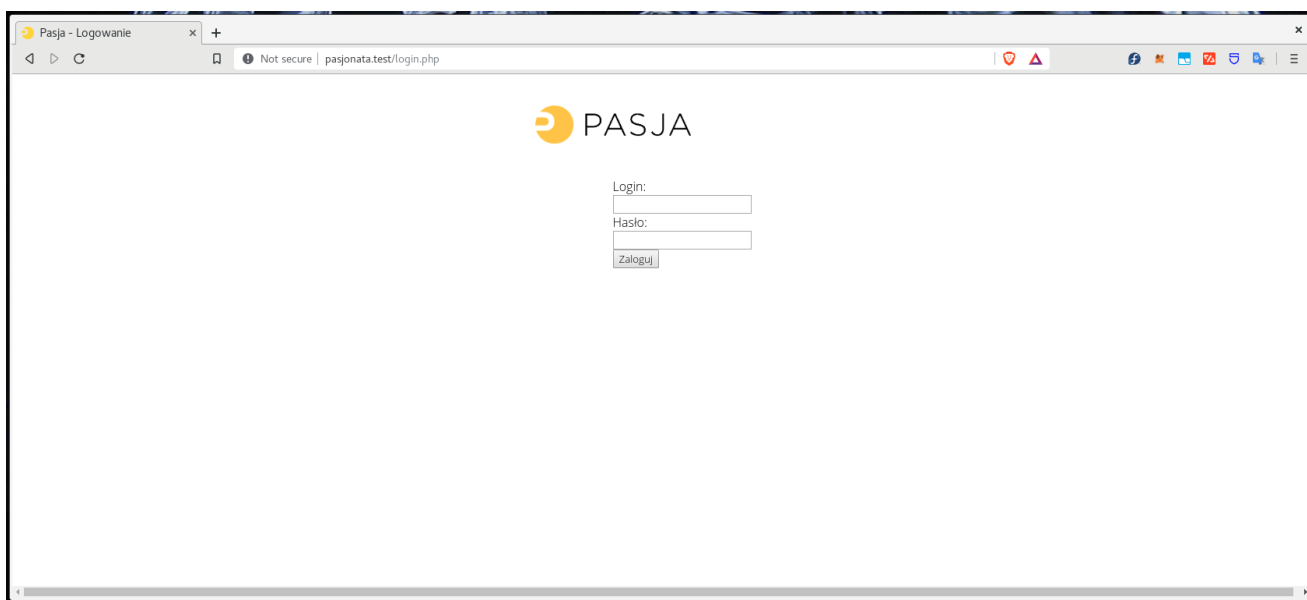 Pasja - Logowanie
Not secure | pasjonata.test/login.php
PASJA
Login:
Hasło:
Zaloguj